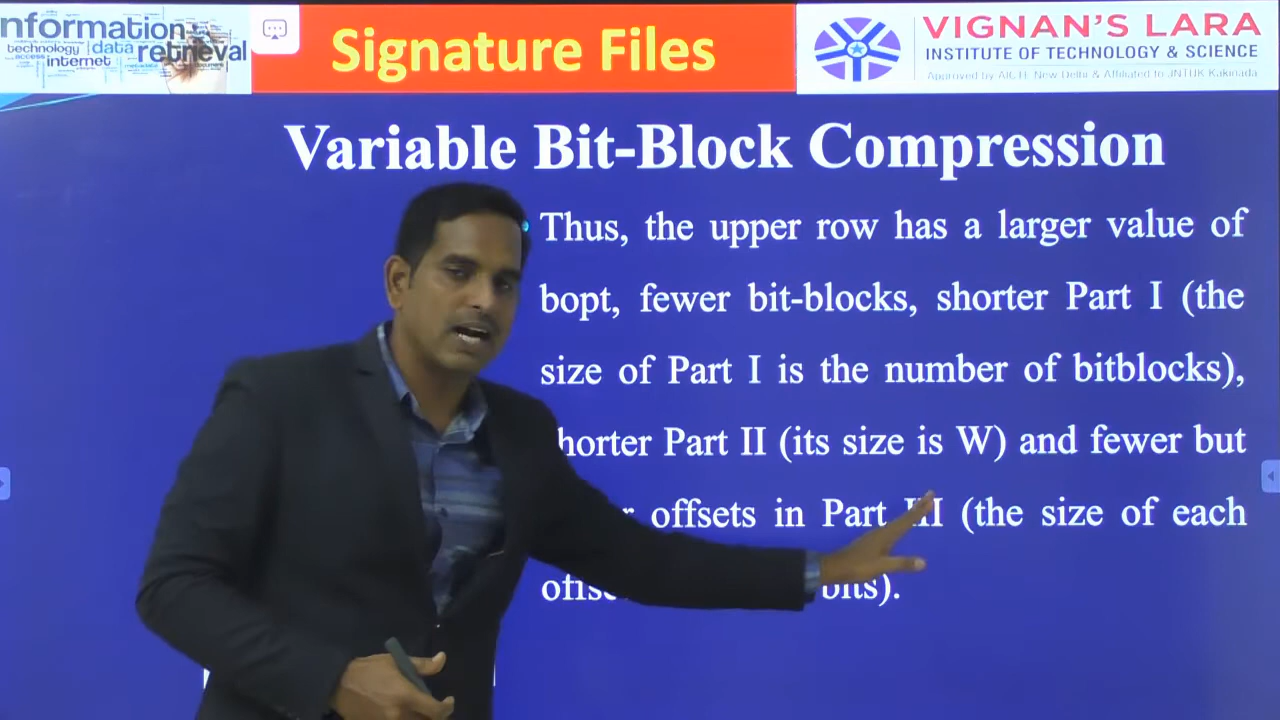 nformation
technology data retrieval
access internet
Signature Files
VIGNAN'S LARA
INSTITUTE OF TECHNOLOGY & SCIENCE
Approved by AICTE New Delhi & Affiliated to JNTUK Kakinada
Variable Bit-Block Compression
Thus, the upper row has a larger value of
bopt, fewer bit-blocks, shorter Part I (the
size of Part I is the number of bitblocks),
horter Part II (its size is W) and fewer but
offsets in Part III (the size of each
bits).